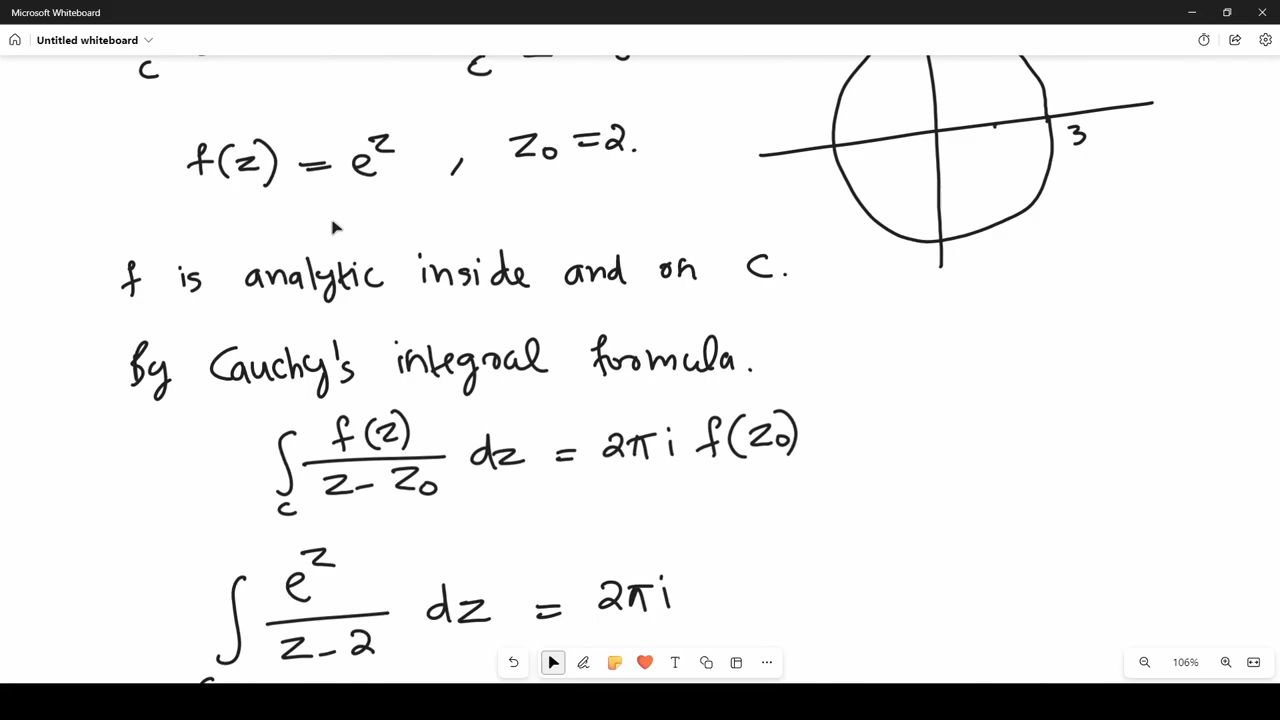 Microsoft Whiteboard
Untitled whiteboard
C C
f(z) = e^z , z₀ = 2.
3
f is analytic inside and on C.
By Cauchy's integral formula.
∫_C f(z)/(z - z₀) dz = 2πi f(z₀)
∫ e^z/(z - 2) dz = 2πi
106%